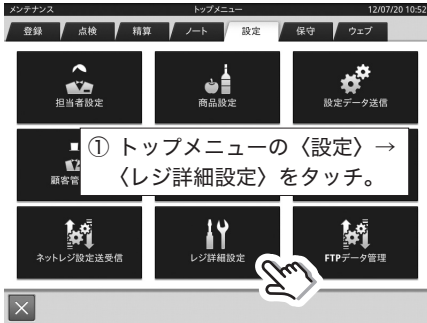 メンテナンス トップメニュー 12/07/20 10:52
登録 点検 精算 ノート 設定 保守 ウェブ
担当者設定 商品設定 設定データ送信
① トップメニューの〈設定〉→
〈レジ詳細設定〉をタッチ。
顧客管
ネットレジ設定送受信 レジ詳細設定 FTPデータ管理